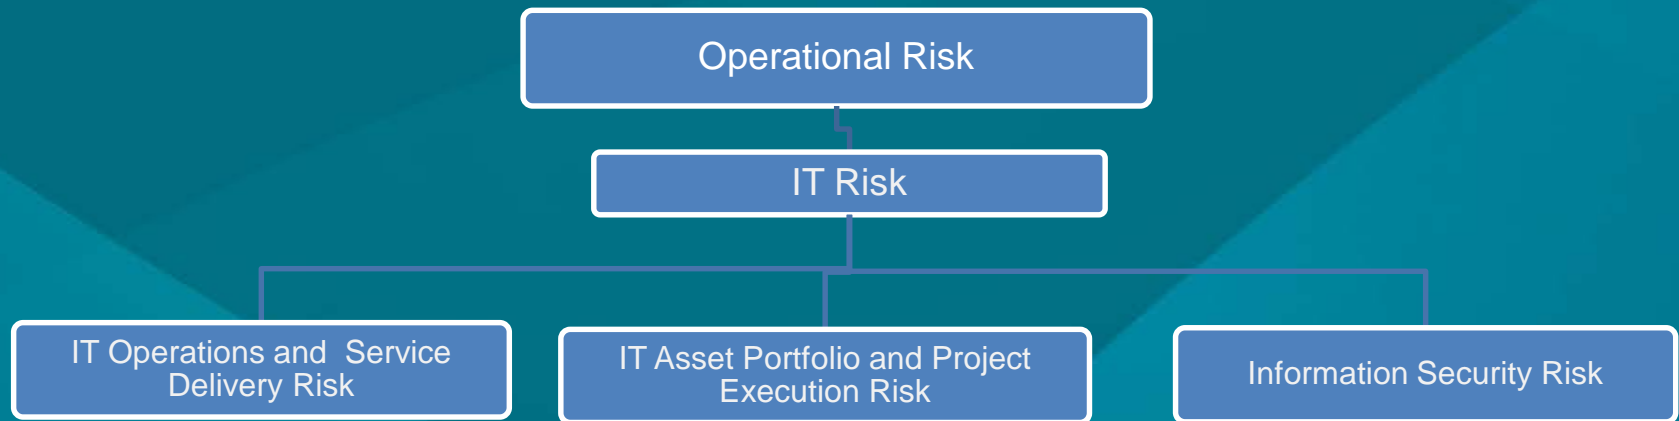 Operational Risk
IT Risk
IT Operations and Service
Delivery Risk
IT Asset Portfolio and Project
Execution Risk
Information Security Risk